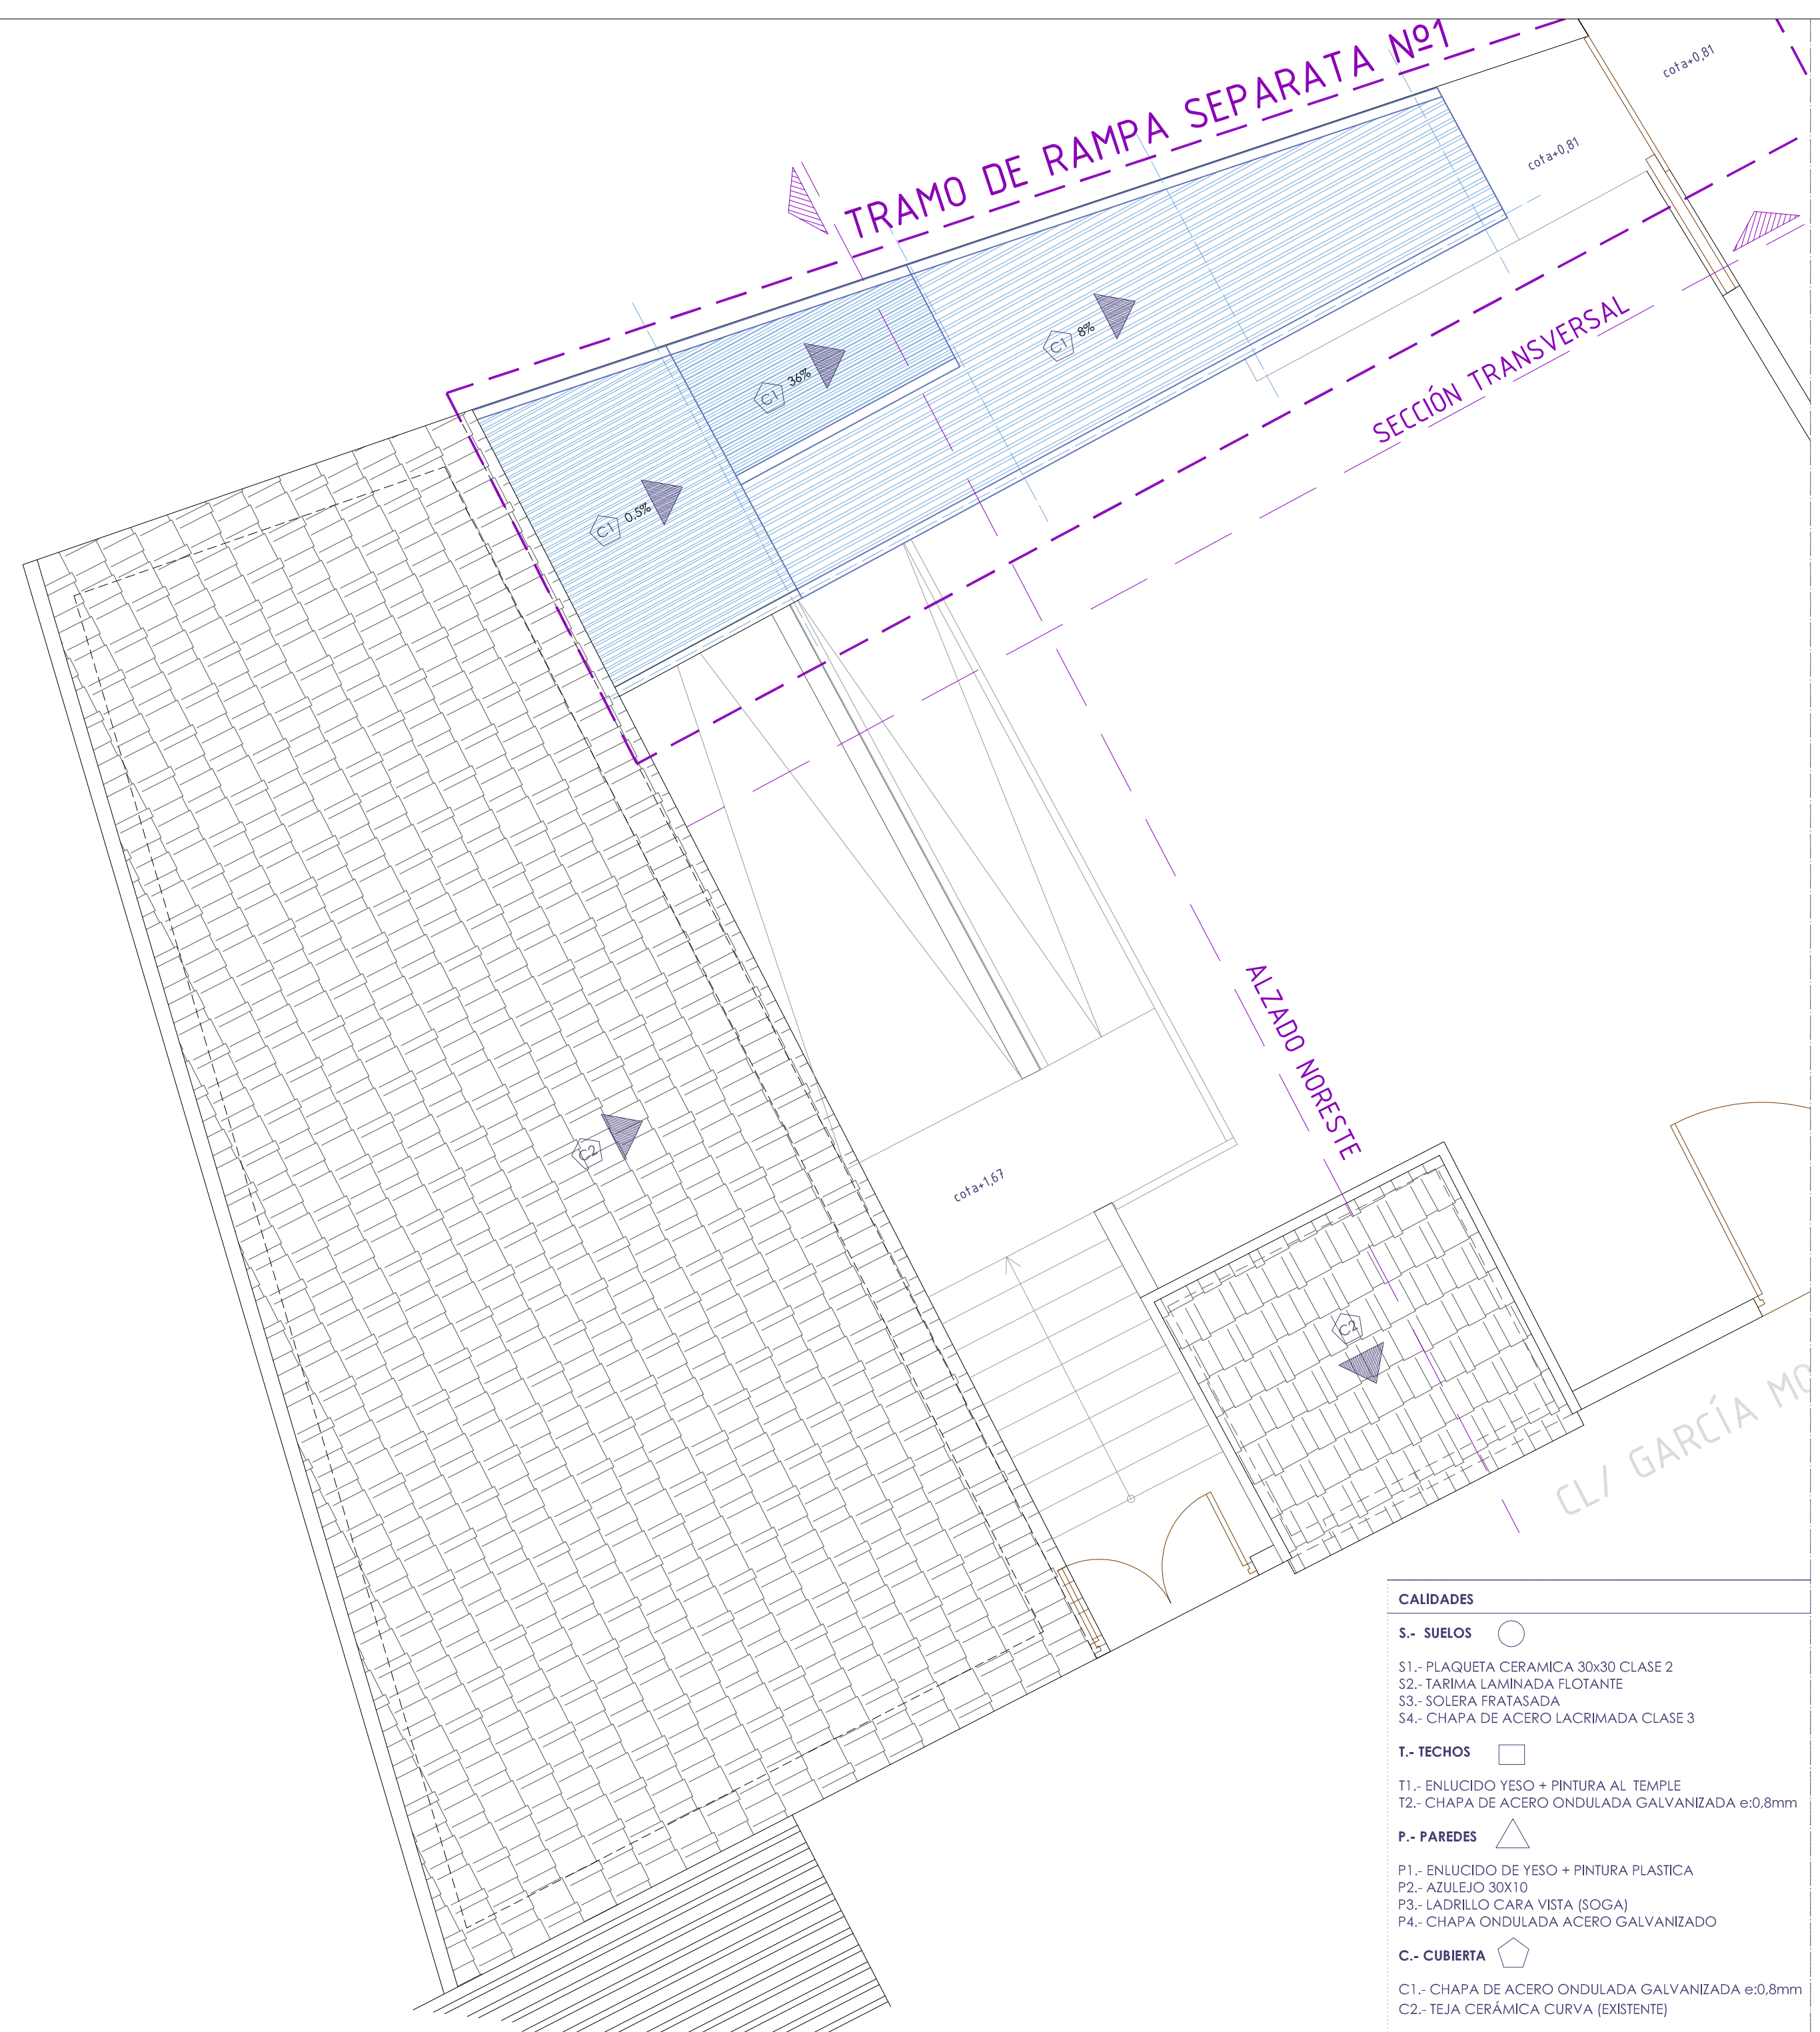 TRAMO DE RAMPA SEPARATA Nº1
cota+0,81
cota+0,81
C1 8%
C1 36%
SECCIÓN TRANSVERSAL
C1 0.5%
ALZADO NORESTE
C2
cota+1,67
C2
CL/ GARCÍA MO
CALIDADES
S.- SUELOS
S1.- PLAQUETA CERAMICA 30x30 CLASE 2
S2.- TARIMA LAMINADA FLOTANTE
S3.- SOLERA FRATASADA
S4.- CHAPA DE ACERO LACRIMADA CLASE 3
T.- TECHOS
T1.- ENLUCIDO YESO + PINTURA AL TEMPLE
T2.- CHAPA DE ACERO ONDULADA GALVANIZADA e:0,8mm
P.- PAREDES
P1.- ENLUCIDO DE YESO + PINTURA PLASTICA
P2.- AZULEJO 30X10
P3.- LADRILLO CARA VISTA (SOGA)
P4.- CHAPA ONDULADA ACERO GALVANIZADO
C.- CUBIERTA
C1.- CHAPA DE ACERO ONDULADA GALVANIZADA e:0,8mm
C2.- TEJA CERÁMICA CURVA (EXISTENTE)